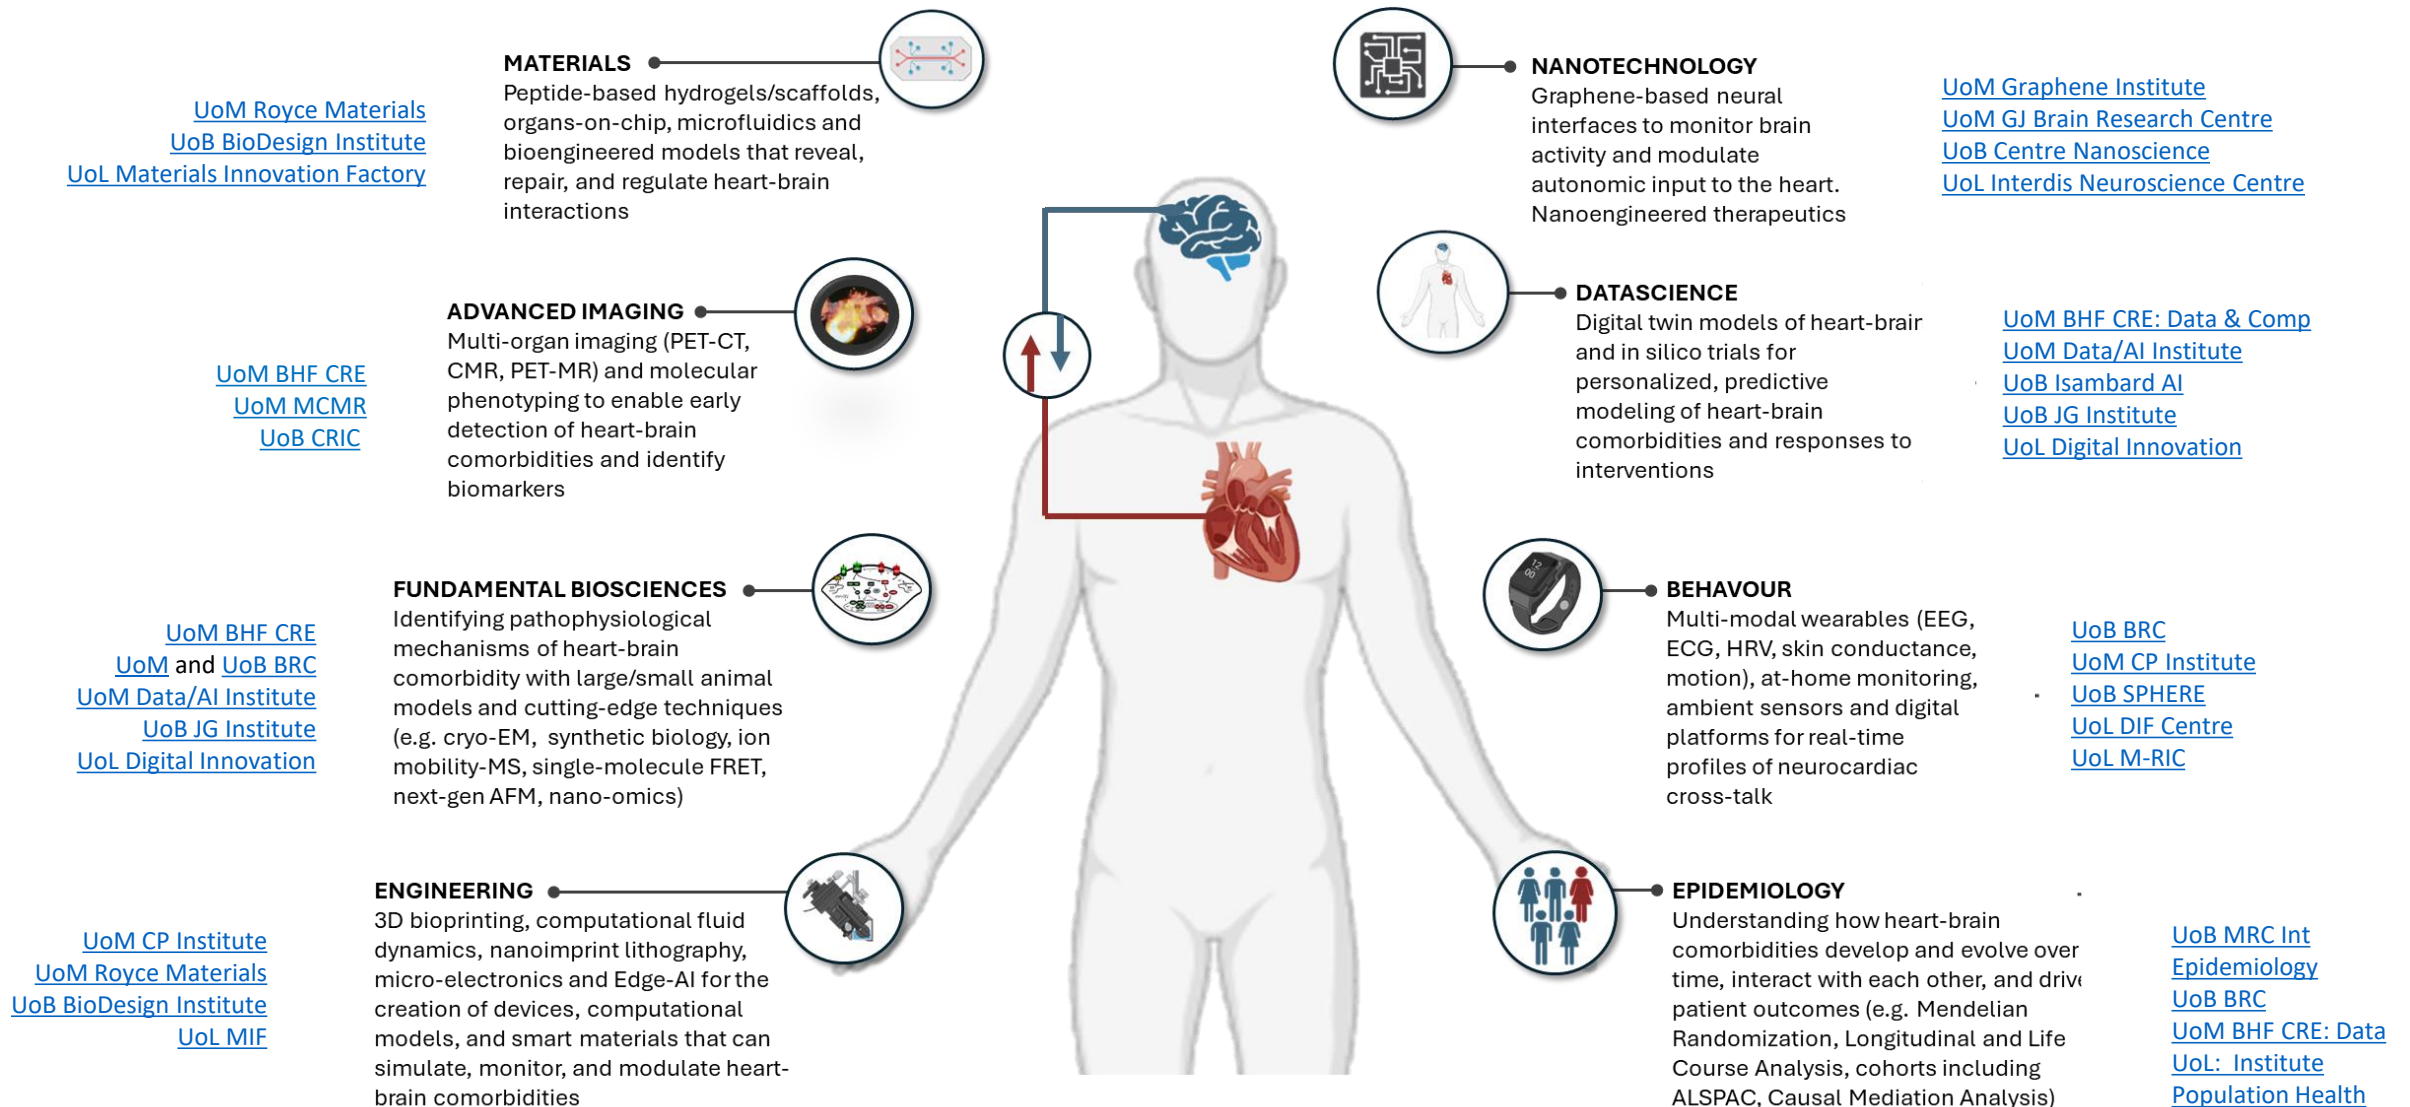 MATERIALS
Peptide-based hydrogels/scaffolds,
organs-on-chip, microfluidics and
bioengineered models that reveal,
repair, and regulate heart-brain
interactions
UoM Royce Materials
UoB BioDesign Institute
UoL Materials Innovation Factory
ADVANCED IMAGING
Multi-organ imaging (PET-CT,
CMR, PET-MR) and molecular
phenotyping to enable early
detection of heart-brain
comorbidities and identify
biomarkers
UoM BHF CRE
UoM MCMR
UoB CRIC
FUNDAMENTAL BIOSCIENCES
Identifying pathophysiological
mechanisms of heart-brain
comorbidity with large/small animal
models and cutting-edge techniques
(e.g. cryo-EM, synthetic biology, ion
mobility-MS, single-molecule FRET,
next-gen AFM, nano-omics)
UoM BHF CRE
UoM and UoB BRC
UoM Data/AI Institute
UoB JG Institute
UoL Digital Innovation
ENGINEERING
3D bioprinting, computational fluid
dynamics, nanoimprint lithography,
micro-electronics and Edge-AI for the
creation of devices, computational
models, and smart materials that can
simulate, monitor, and modulate heart-
brain comorbidities
UoM CP Institute
UoM Royce Materials
UoB BioDesign Institute
UoL MIF
NANOTECHNOLOGY
Graphene-based neural
interfaces to monitor brain
activity and modulate
autonomic input to the heart.
Nanoengineered therapeutics
UoM Graphene Institute
UoM GJ Brain Research Centre
UoB Centre Nanoscience
UoL Interdis Neuroscience Centre
DATASCIENCE
Digital twin models of heart-brain
and in silico trials for
personalized, predictive
modeling of heart-brain
comorbidities and responses to
interventions
UoM BHF CRE: Data & Comp
UoM Data/AI Institute
UoB Isambard AI
UoB JG Institute
UoL Digital Innovation
BEHAVOUR
Multi-modal wearables (EEG,
ECG, HRV, skin conductance,
motion), at-home monitoring,
ambient sensors and digital
platforms for real-time
profiles of neurocardiac
cross-talk
12
00
UoB BRC
UoM CP Institute
UoB SPHERE
UoL DIF Centre
UoL M-RIC
EPIDEMIOLOGY
Understanding how heart-brain
comorbidities develop and evolve over
time, interact with each other, and drive
patient outcomes (e.g. Mendelian
Randomization, Longitudinal and Life
Course Analysis, cohorts including
ALSPAC, Causal Mediation Analysis)
UoB MRC Int
Epidemiology
UoB BRC
UoM BHF CRE: Data
UoL: Institute
Population Health